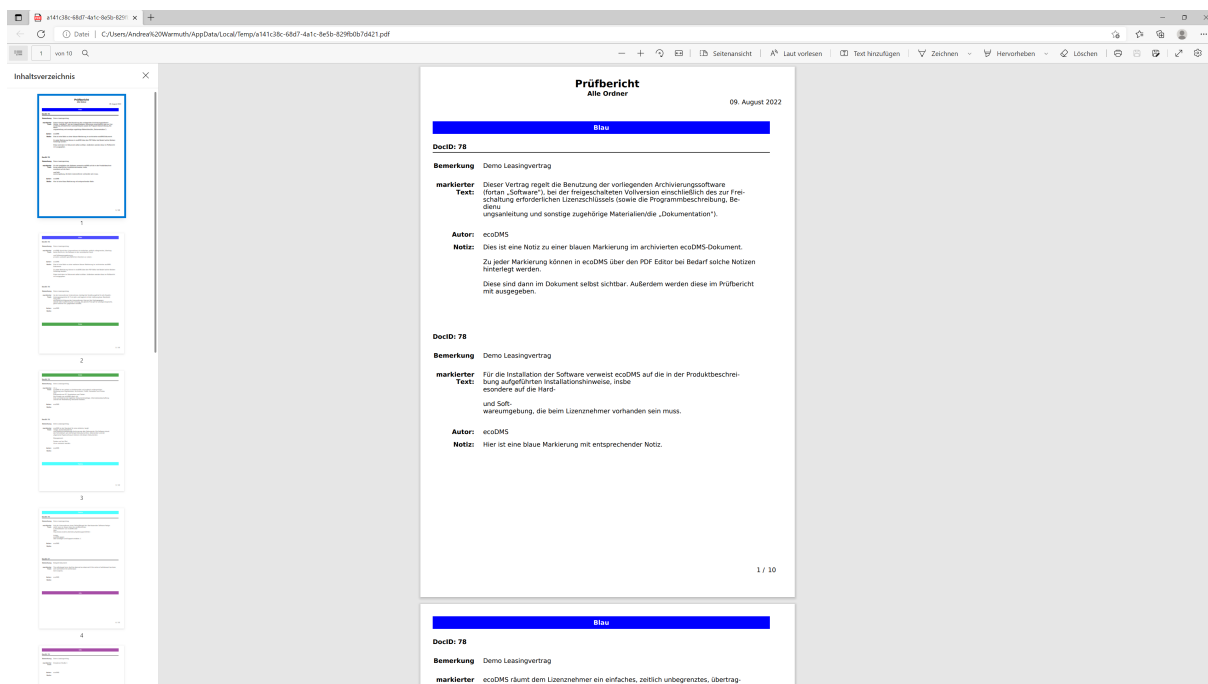 a141c38c-68d7-4a1c-8e5b-8291
Datei | C:/Users/Andrea%20Warmuth/AppData/Local/Temp/a141c38c-68d7-4a1c-8e5b-829fb0b7d421.pdf
1 von 10
Seitenansicht | Laut vorlesen | Text hinzufügen | Zeichnen Hervorheben Löschen
Inhaltsverzeichnis
1
2
3
4
Prüfbericht
Alle Ordner
09. August 2022
Blau
DocID: 78
Bemerkung Demo Leasingvertrag
markierter Text: Dieser Vertrag regelt die Benutzung der vorliegenden Archivierungssoftware
(fortan „Software"), bei der freigeschalteten Vollversion einschließlich des zur Frei-
schaltung erforderlichen Lizenzschlüssels (sowie die Programmbeschreibung, Be-
dienu
ungsanleitung und sonstige zugehörige Materialien/die „Dokumentation").
Autor: ecoDMS
Notiz: Dies ist eine Notiz zu einer blauen Markierung im archivierten ecoDMS-Dokument.
Zu jeder Markierung können in ecoDMS über den PDF Editor bei Bedarf solche Notizen
hinterlegt werden.
Diese sind dann im Dokument selbst sichtbar. Außerdem werden diese im Prüfbericht
mit ausgegeben.
DocID: 78
Bemerkung Demo Leasingvertrag
markierter Text: Für die Installation der Software verweist ecoDMS auf die in der Produktbeschrei-
bung aufgeführten Installationshinweise, insbe
esondere auf die Hard-
und Soft-
wareumgebung, die beim Lizenznehmer vorhanden sein muss.
Autor: ecoDMS
Notiz: Hier ist eine blaue Markierung mit entsprechender Notiz.
1 / 10
Blau
DocID: 78
Bemerkung Demo Leasingvertrag
markierter ecoDMS räumt dem Lizenznehmer ein einfaches, zeitlich unbegrenztes, übertrag-